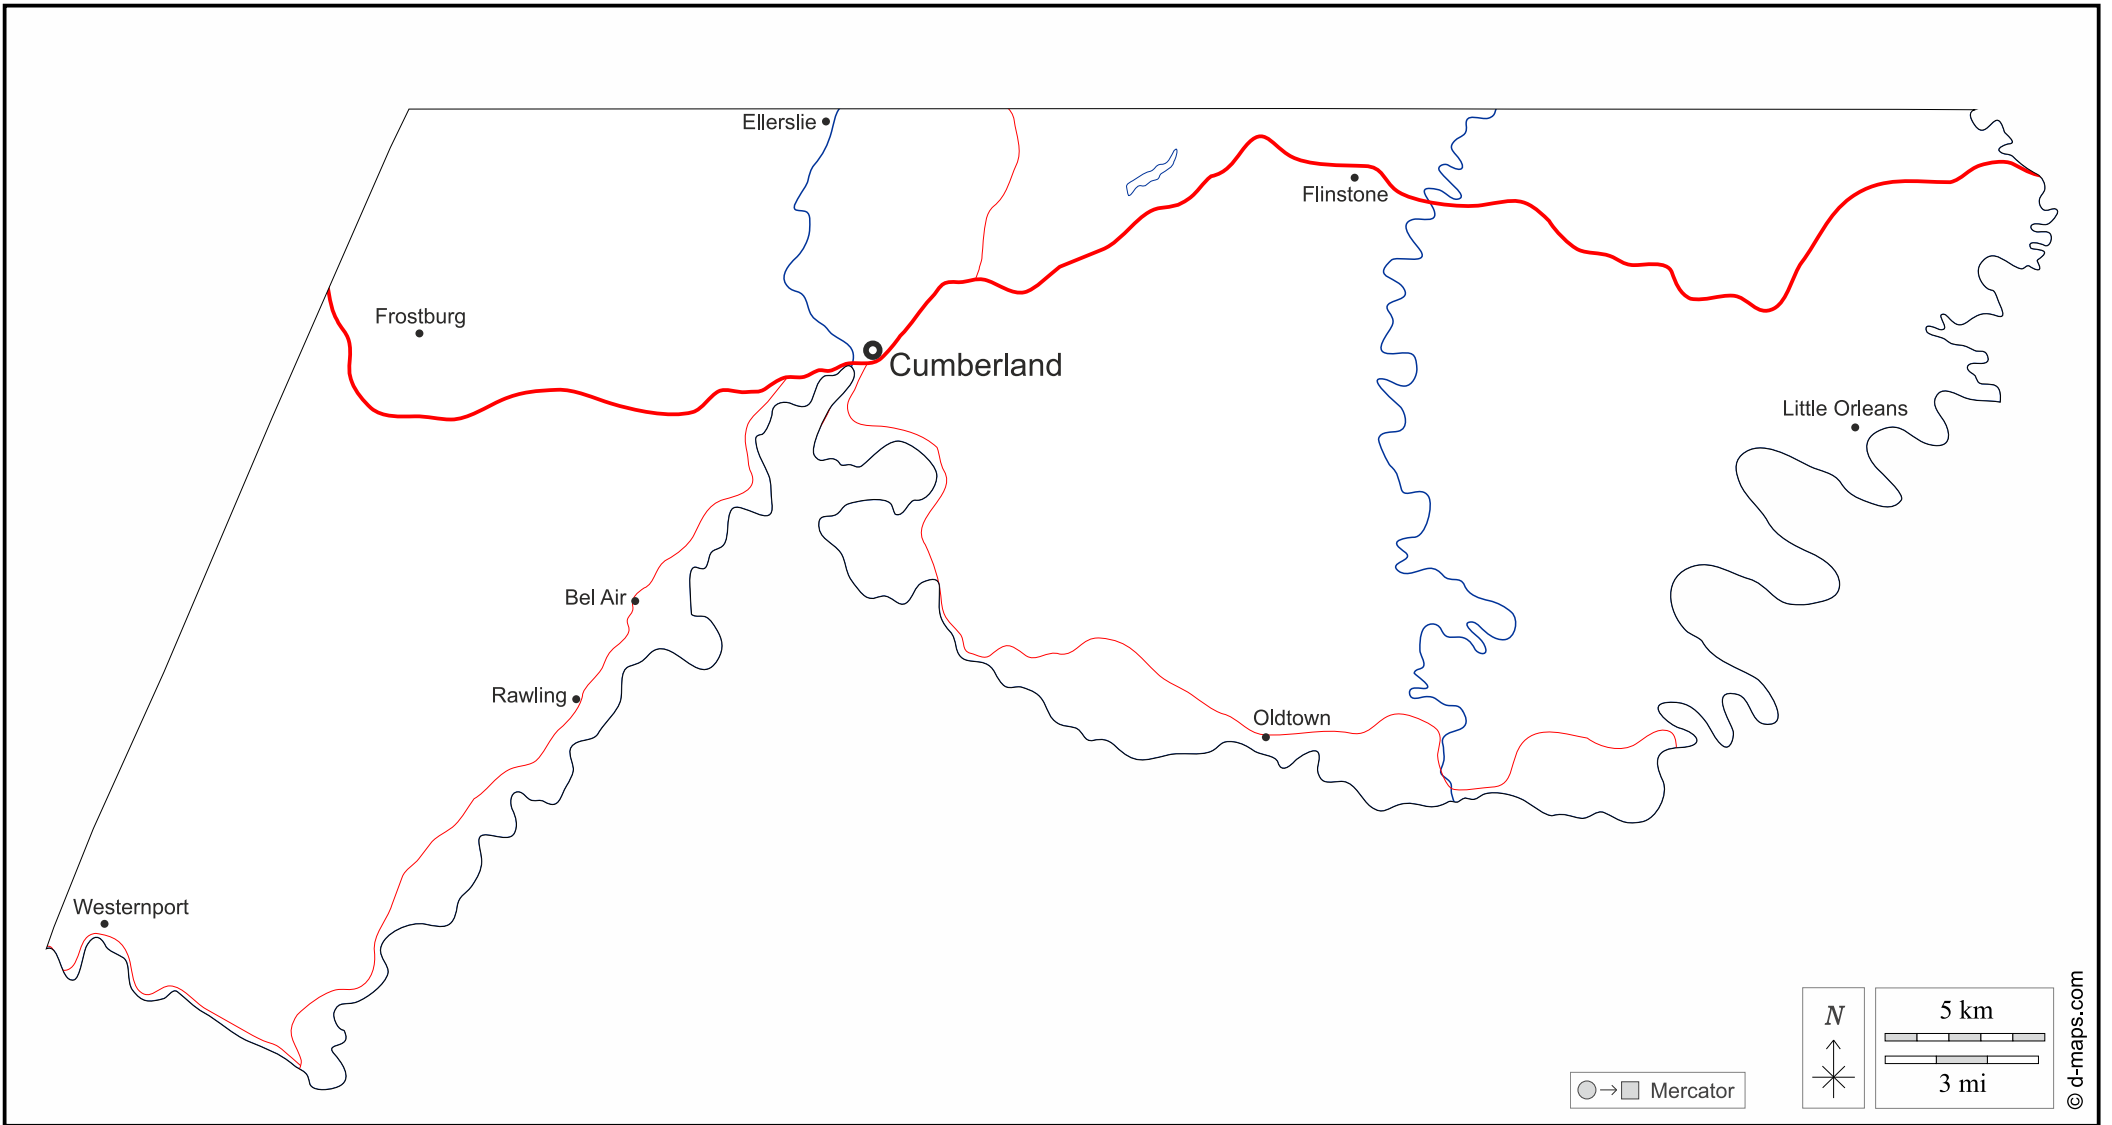 Ellerslie
Flinstone
Frostburg
Cumberland
Little Orleans
Bel Air
Rawling
Oldtown
Westernport
N
5 km
3 mi
Mercator
© d-maps.com